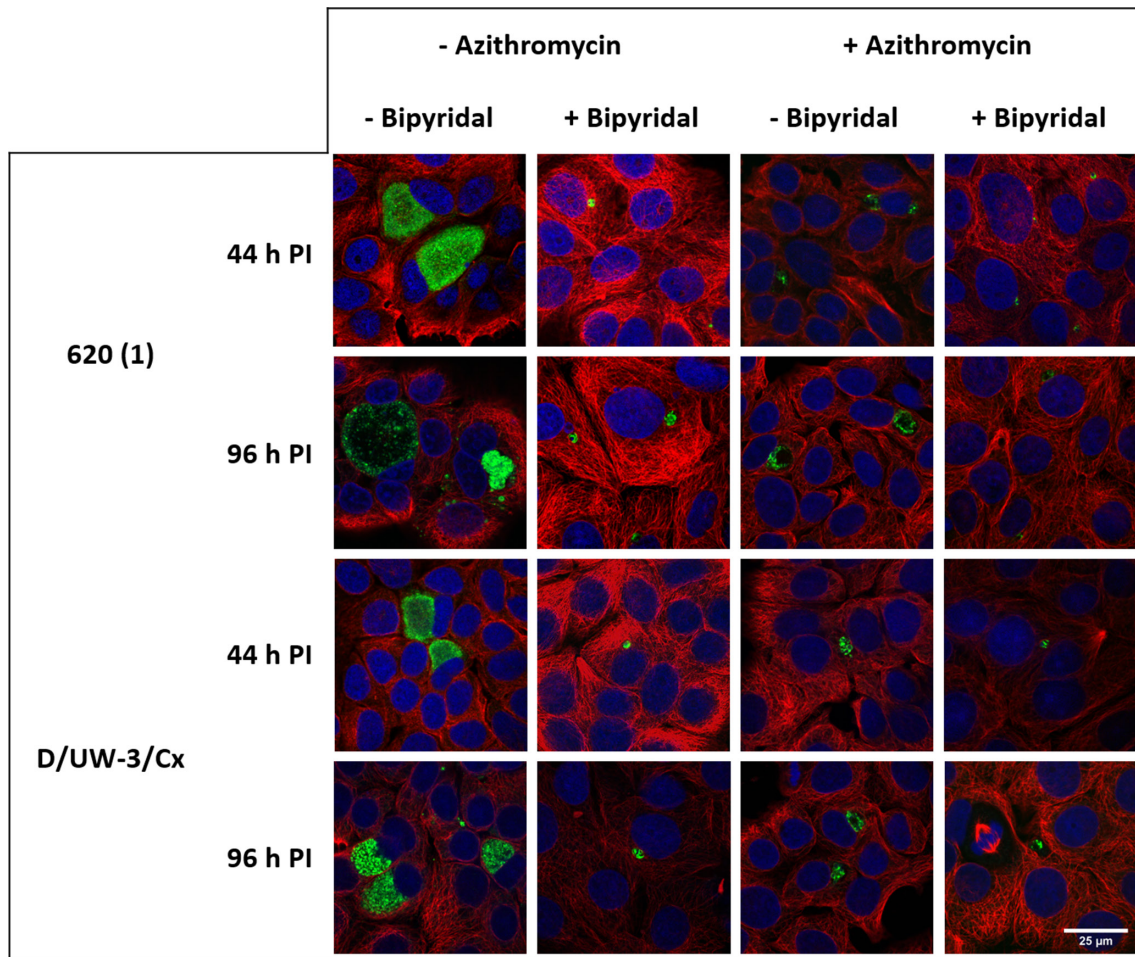 - Azithromycin + Azithromycin
- Bipyridal + Bipyridal - Bipyridal + Bipyridal
44 h PI
620 (1)
96 h PI
44 h PI
D/UW-3/Cx
96 h PI
25 µm